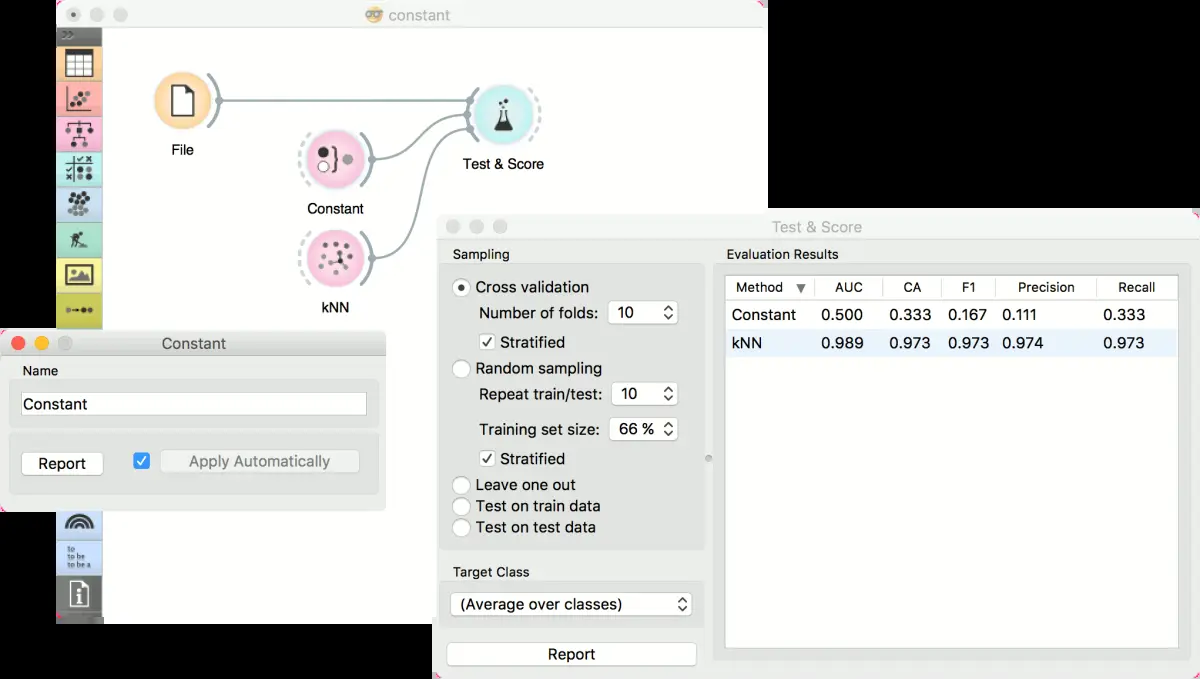 constant
File
Constant
kNN
Test & Score
Constant
Name
Constant
Report
Apply Automatically
to
to be
to be a
Test & Score
Sampling
Cross validation
Number of folds: 10
Stratified
Random sampling
Repeat train/test: 10
Training set size: 66 %
Stratified
Leave one out
Test on train data
Test on test data
Target Class
(Average over classes)
Report
Evaluation Results
Method AUC CA F1 Precision Recall
Constant 0.500 0.333 0.167 0.111 0.333
kNN 0.989 0.973 0.973 0.974 0.973